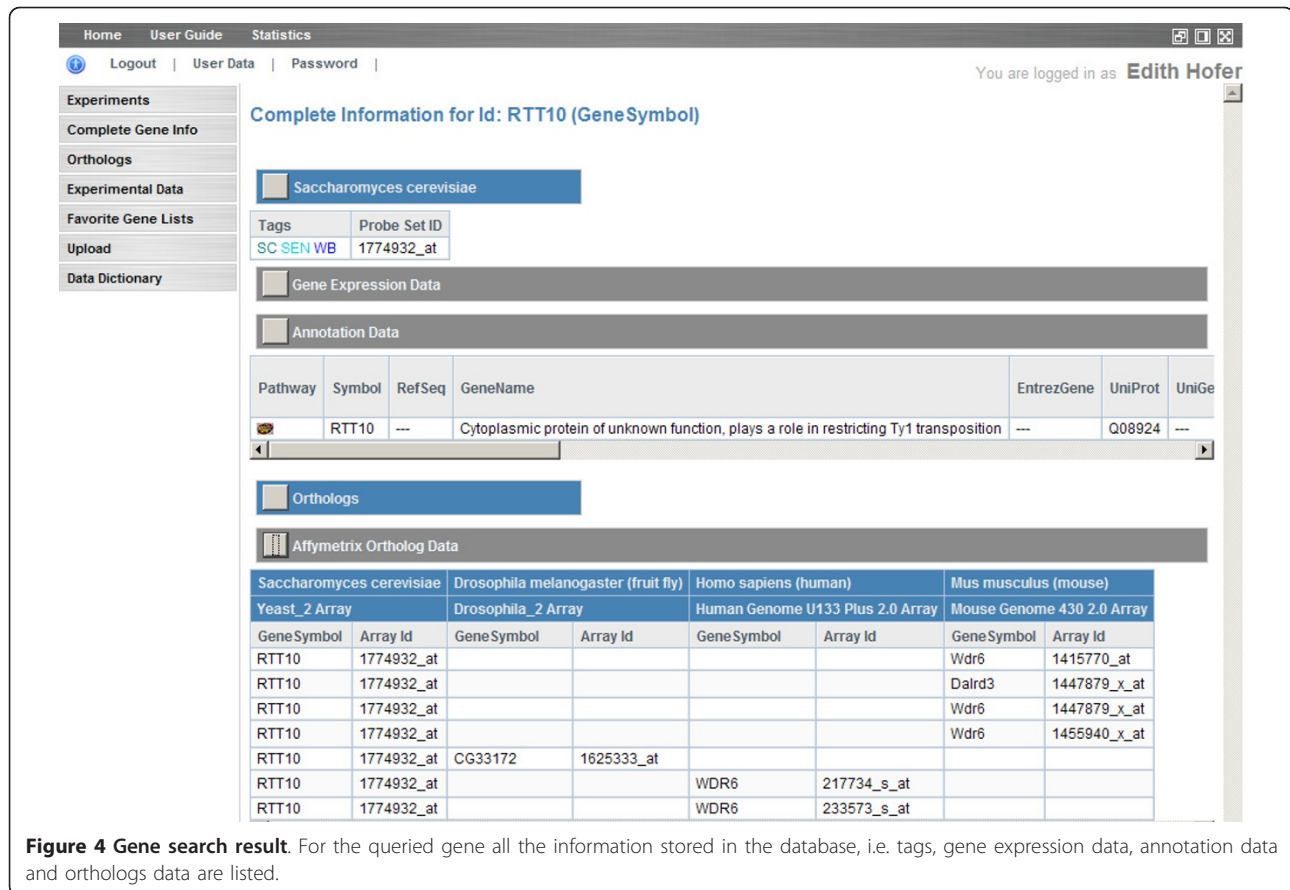 Home User Guide Statistics
Logout | User Data | Password |
You are logged in as Edith Hofer
Experiments
Complete Gene Info
Orthologs
Experimental Data
Favorite Gene Lists
Upload
Data Dictionary
Complete Information for Id: RTT10 (GeneSymbol)
Saccharomyces cerevisiae
Tags Probe Set ID
SC SEN WB 1774932_at
Gene Expression Data
Annotation Data
Pathway Symbol RefSeq GeneName EntrezGene UniProt UniGe
RTT10 --- Cytoplasmic protein of unknown function, plays a role in restricting Ty1 transposition --- Q08924 ---
Orthologs
Affymetrix Ortholog Data
Saccharomyces cerevisiae Drosophila melanogaster (fruit fly) Homo sapiens (human) Mus musculus (mouse)
Yeast_2 Array Drosophila_2 Array Human Genome U133 Plus 2.0 Array Mouse Genome 430 2.0 Array
GeneSymbol Array Id GeneSymbol Array Id GeneSymbol Array Id GeneSymbol Array Id
RTT10 1774932_at Wdr6 1415770_at
RTT10 1774932_at Dalrd3 1447879_x_at
RTT10 1774932_at Wdr6 1447879_x_at
RTT10 1774932_at Wdr6 1455940_x_at
RTT10 1774932_at CG33172 1625333_at
RTT10 1774932_at WDR6 217734_s_at
RTT10 1774932_at WDR6 233573_s_at
Figure 4 Gene search result. For the queried gene all the information stored in the database, i.e. tags, gene expression data, annotation data
and orthologs data are listed.